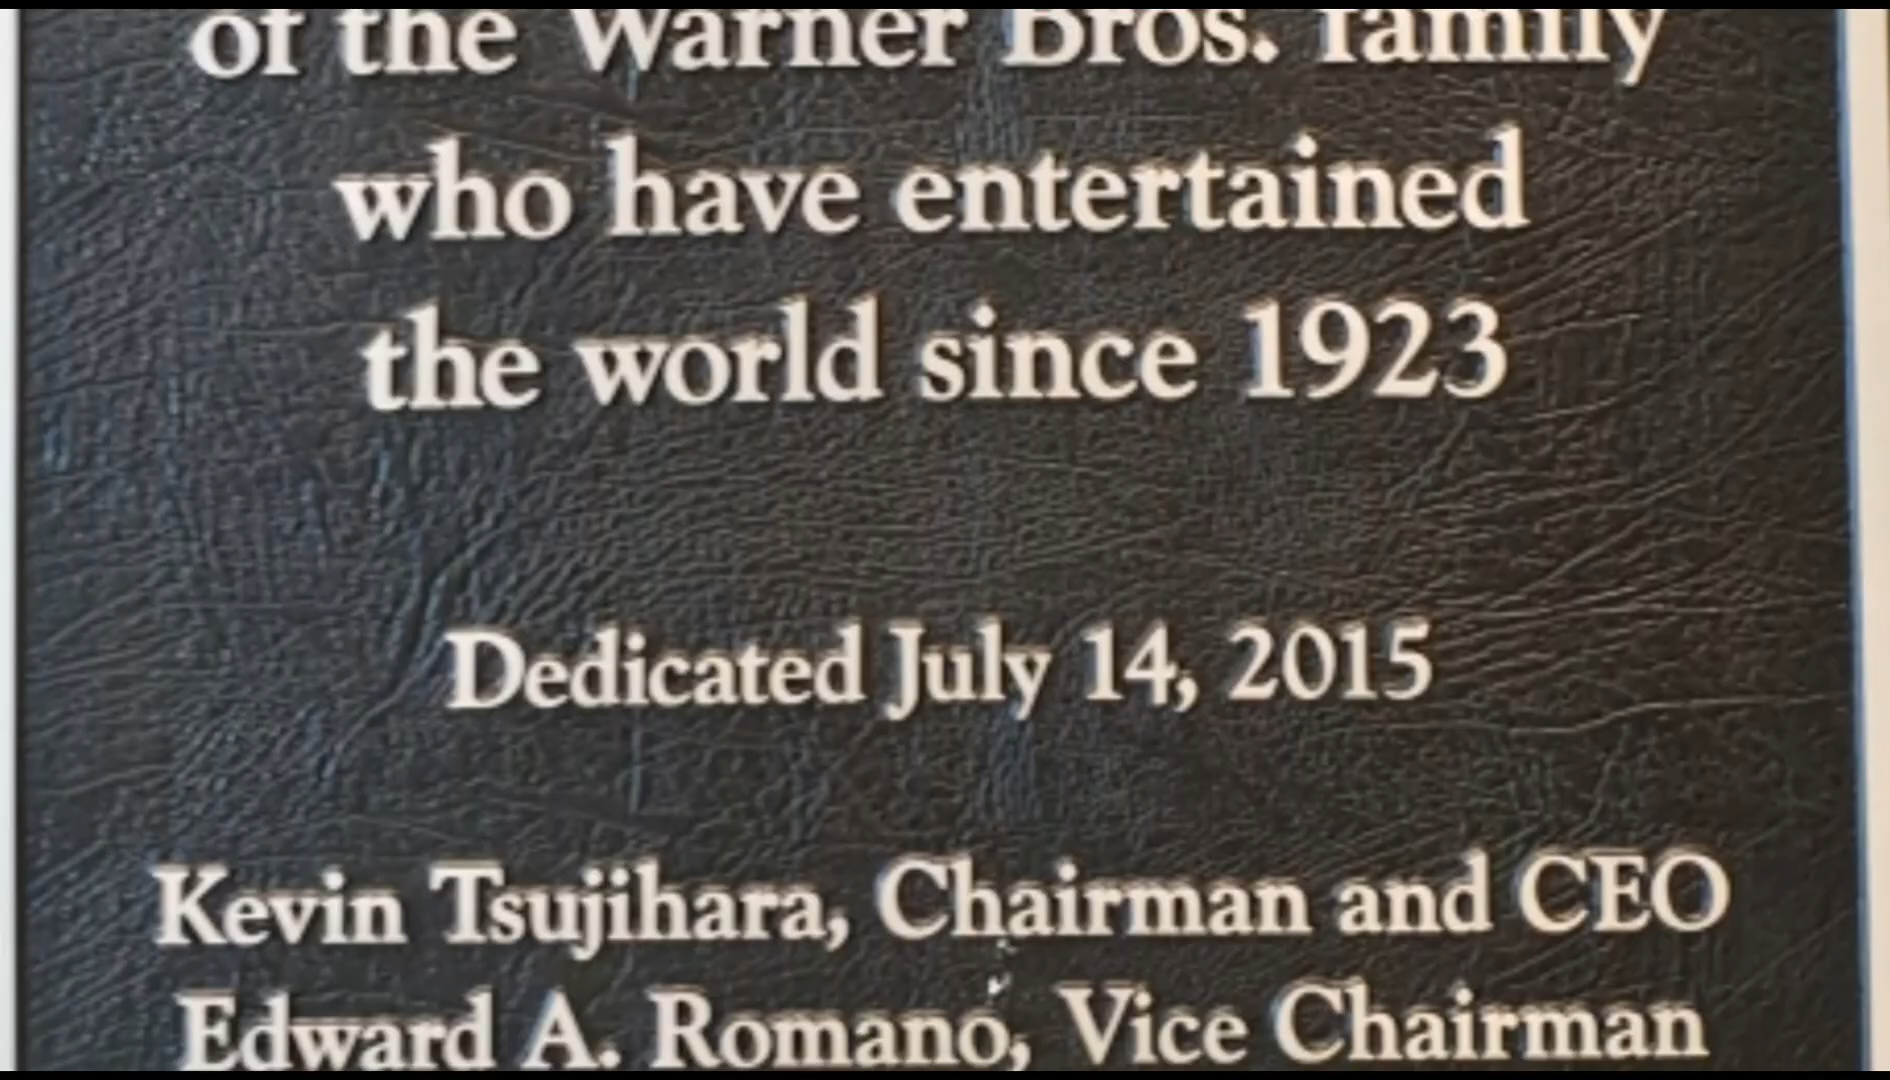 of the Warner Bros. family
who have entertained
the world since 1923
Dedicated July 14, 2015
Kevin Tsujihara, Chairman and CEO
Edward A. Romano, Vice Chairman